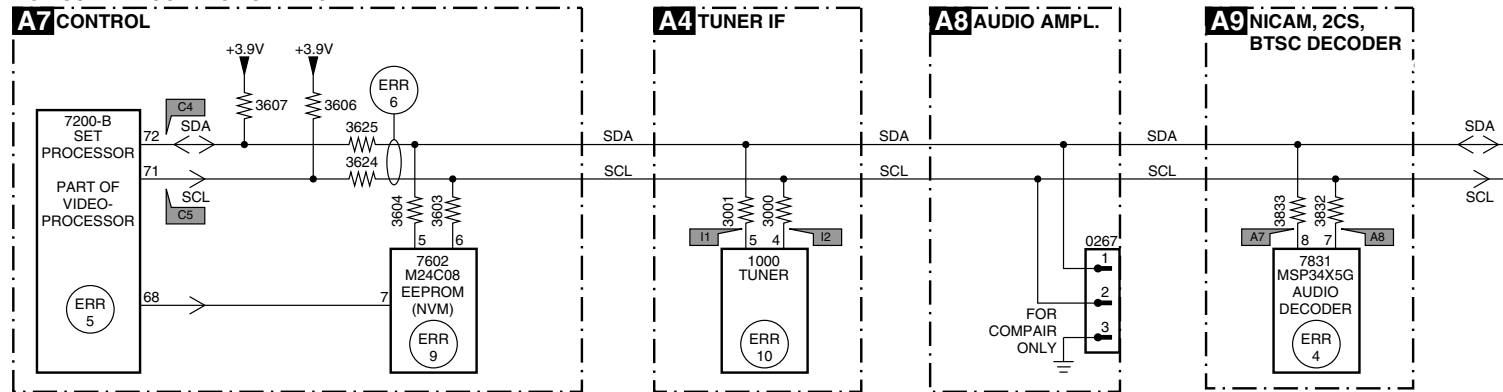 A7 CONTROL
+3.9V
+3.9V
3607
3606
ERR
6
C4
7200-B
SET
PROCESSOR
PART OF
VIDEO-
PROCESSOR
72
SDA
71
SCL
C5
3625
3624
3604
3603
5
6
7602
M24C08
EEPROM
(NVM)
ERR
9
7
68
ERR
5
SDA
SCL
A4 TUNER IF
3001
3000
I1
5
4
I2
1000
TUNER
ERR
10
SDA
SCL
A8 AUDIO AMPL.
0267
1
2
3
FOR
COMPAIR
ONLY
SDA
SCL
A9 NICAM, 2CS,
BTSC DECODER
3833
3832
A7
8
7
A8
7831
MSP34X5G
AUDIO
DECODER
ERR
4
SDA
SCL